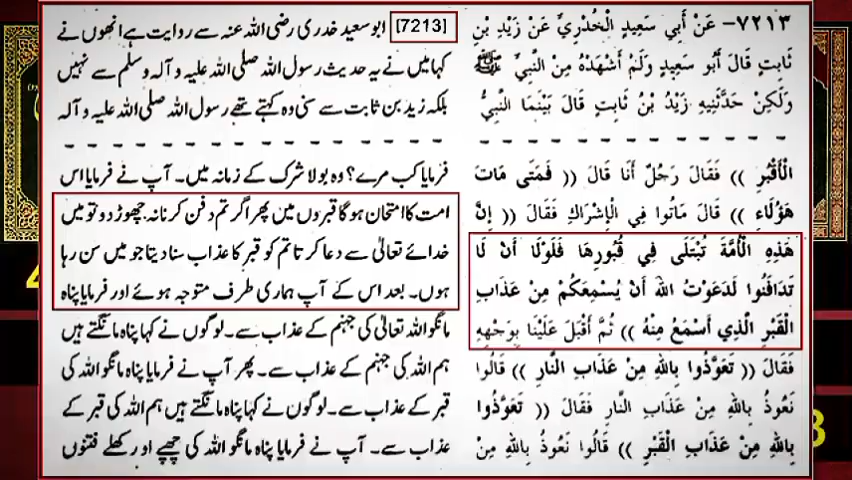 ٧٢١٣- عَنْ أَبِي سَعِيدٍ الْخُدْرِيِّ عَنْ زَيْدِ بْنِ
ثَابِتٍ قَالَ أَبُو سَعِيدٍ وَلَمْ أَشْهَدْهُ مِنْ النَّبِيِّ ﷺ
وَلَكِنْ حَدَّثَنِيهِ زَيْدُ بْنُ ثَابِتٍ قَالَ بَيْنَمَا النَّبِيُّ
الْأَقْبُرِ )) فَقَالَ رَجُلٌ أَنَا قَالَ (( فَمَتَى مَاتَ
هَؤُلَاءِ )) قَالَ مَاتُوا فِي الْإِشْرَاكِ فَقَالَ (( إِنَّ
هَذِهِ الْأُمَّةَ تُبْتَلَى فِي قُبُورِهَا فَلَوْلَا أَنْ لَا
تَدَافَنُوا لَدَعَوْتُ اللَّهَ أَنْ يُسْمِعَكُمْ مِنْ عَذَابِ
الْقَبْرِ الَّذِي أَسْمَعُ مِنْهُ )) ثُمَّ أَقْبَلَ عَلَيْنَا بِوَجْهِهِ
فَقَالَ (( تَعَوَّذُوا بِاللَّهِ مِنْ عَذَابِ النَّارِ )) قَالُوا
نَعُوذُ بِاللَّهِ مِنْ عَذَابِ النَّارِ فَقَالَ (( تَعَوَّذُوا
بِاللَّهِ مِنْ عَذَابِ الْقَبْرِ )) قَالُوا نَعُوذُ بِاللَّهِ مِنْ
[7213] ابو سعید خدری رضی اللہ عنہ سے روایت ہے انھوں نے
کہا میں نے یہ حدیث رسول اللہ صلی اللہ علیہ و آلہ وسلم سے نہیں
بلکہ زید بن ثابت سے سنی وہ کہتے تھے رسول اللہ صلی اللہ علیہ و آلہ
فرمایا کب مرے؟ وہ بولا شرک کے زمانہ میں۔ آپ نے فرمایا اس
امت کا امتحان ہوگا قبروں میں پھر اگر تم دفن کرنا نہ چھوڑ دو تو میں
خدائے تعالیٰ سے دعا کرتا تم کو قبر کا عذاب سنا دیتا جو میں سن رہا
ہوں۔ بعد اس کے آپ ہماری طرف متوجہ ہوئے اور فرمایا پناہ
مانگو اللہ تعالیٰ کی جہنم کے عذاب سے۔ لوگوں نے کہا پناہ مانگتے ہیں
ہم اللہ کی جہنم کے عذاب سے۔ پھر آپ نے فرمایا پناہ مانگو اللہ کی
قبر کے عذاب سے۔ لوگوں نے کہا پناہ مانگتے ہیں ہم اللہ کی قبر کے
عذاب سے۔ آپ نے فرمایا پناہ مانگو اللہ کی چھپے اور کھلے فتنوں